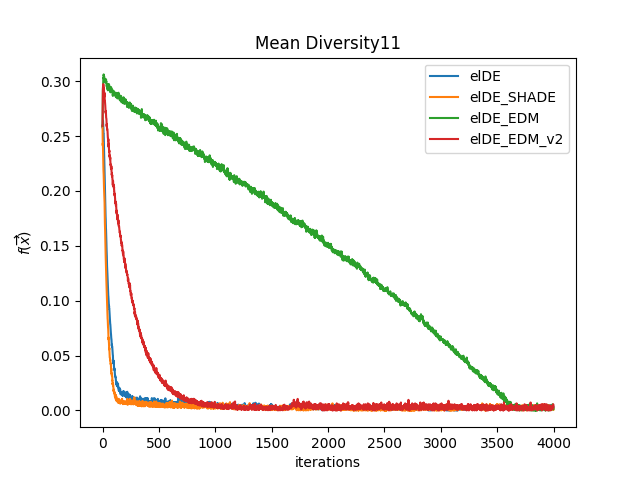 Mean Diversity11
elDE
elDE_SHADE
elDE_EDM
elDE_EDM_v2
0.30
0.25
0.20
0.15
0.10
0.05
0.00
f(x⃗)
0 500 1000 1500 2000 2500 3000 3500 4000
iterations